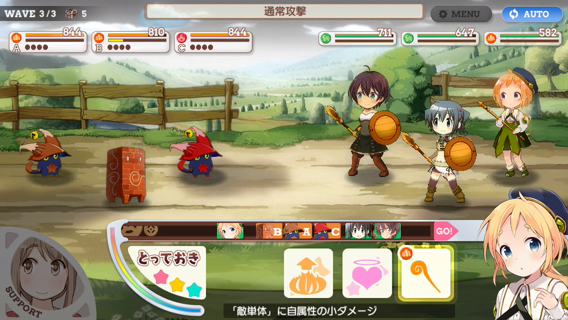 WAVE 3/3 5
通常攻撃
MENU
AUTO
844 810 844
A B C
711 647 582
B A C GO!
とっておき
SUPPORT
「敵単体」に自属性の小ダメージ